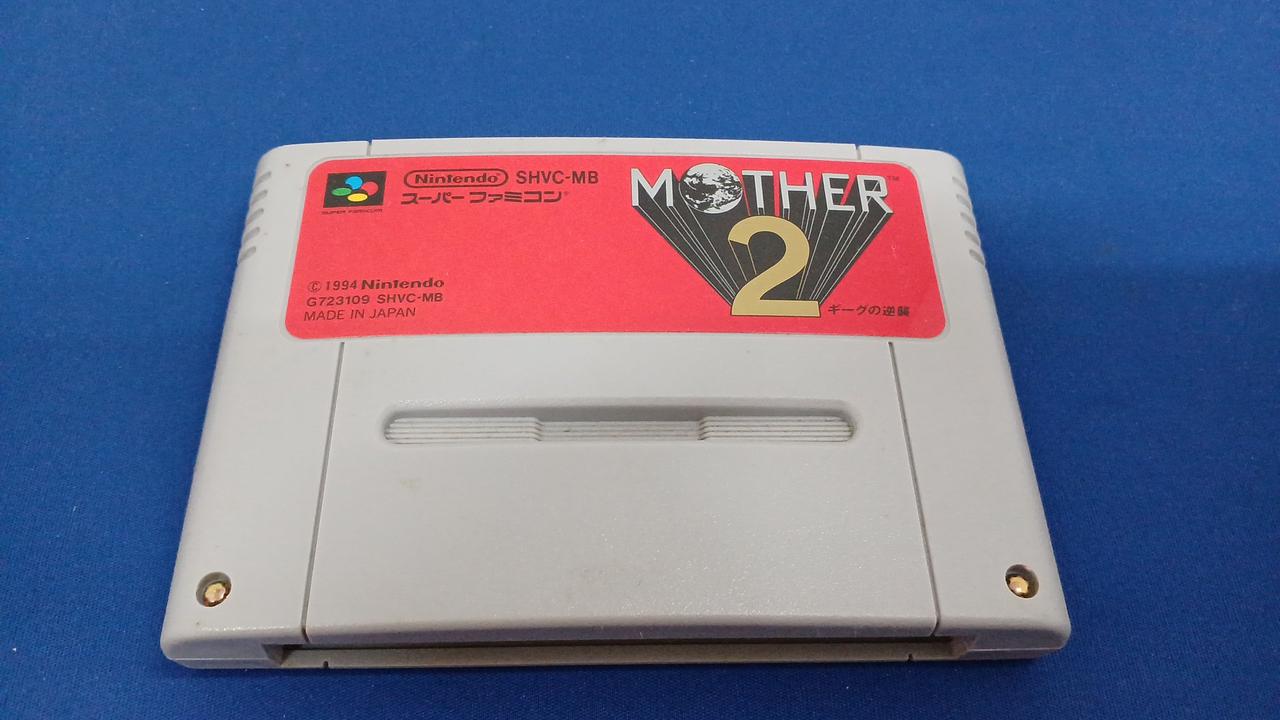 Nintendo® SHVC-MB
スーパーファミコン®
SUPER FAMICOM
© 1994 Nintendo
G723109 SHVC-MB
MADE IN JAPAN
MOTHER™
2
ギーグの逆襲